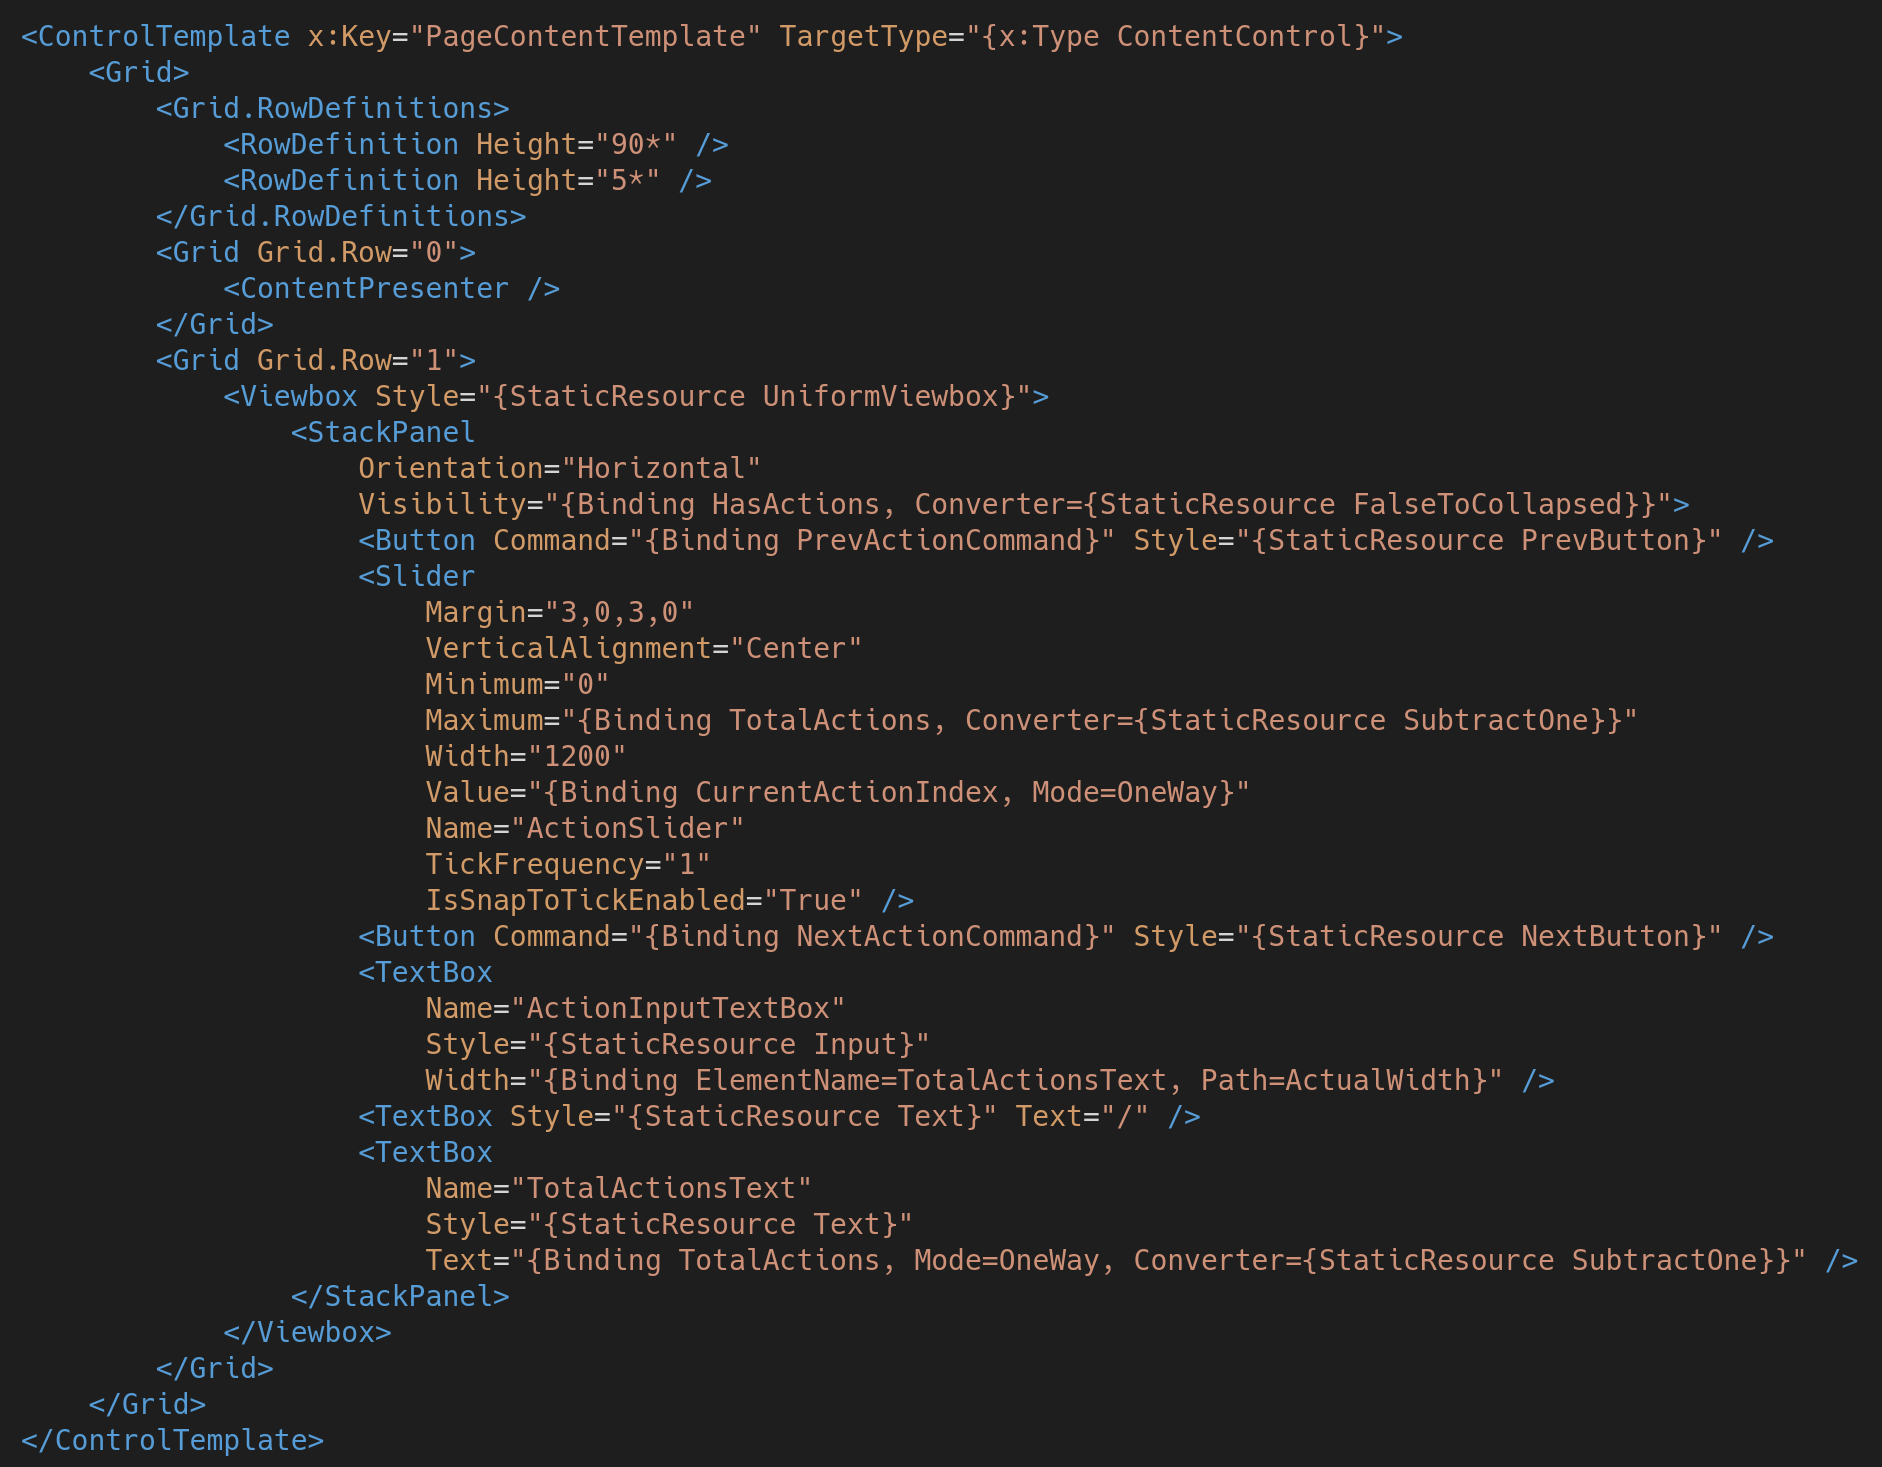 <ControlTemplate x:Key="PageContentTemplate" TargetType="{x:Type ContentControl}">
    <Grid>
        <Grid.RowDefinitions>
            <RowDefinition Height="90*" />
            <RowDefinition Height="5*" />
        </Grid.RowDefinitions>
        <Grid Grid.Row="0">
            <ContentPresenter />
        </Grid>
        <Grid Grid.Row="1">
            <Viewbox Style="{StaticResource UniformViewbox}">
                <StackPanel
                    Orientation="Horizontal"
                    Visibility="{Binding HasActions, Converter={StaticResource FalseToCollapsed}}">
                    <Button Command="{Binding PrevActionCommand}" Style="{StaticResource PrevButton}" />
                    <Slider
                        Margin="3,0,3,0"
                        VerticalAlignment="Center"
                        Minimum="0"
                        Maximum="{Binding TotalActions, Converter={StaticResource SubtractOne}}"
                        Width="1200"
                        Value="{Binding CurrentActionIndex, Mode=OneWay}"
                        Name="ActionSlider"
                        TickFrequency="1"
                        IsSnapToTickEnabled="True" />
                    <Button Command="{Binding NextActionCommand}" Style="{StaticResource NextButton}" />
                    <TextBox
                        Name="ActionInputTextBox"
                        Style="{StaticResource Input}"
                        Width="{Binding ElementName=TotalActionsText, Path=ActualWidth}" />
                    <TextBox Style="{StaticResource Text}" Text="/" />
                    <TextBox
                        Name="TotalActionsText"
                        Style="{StaticResource Text}"
                        Text="{Binding TotalActions, Mode=OneWay, Converter={StaticResource SubtractOne}}" />
                </StackPanel>
            </Viewbox>
        </Grid>
    </Grid>
</ControlTemplate>